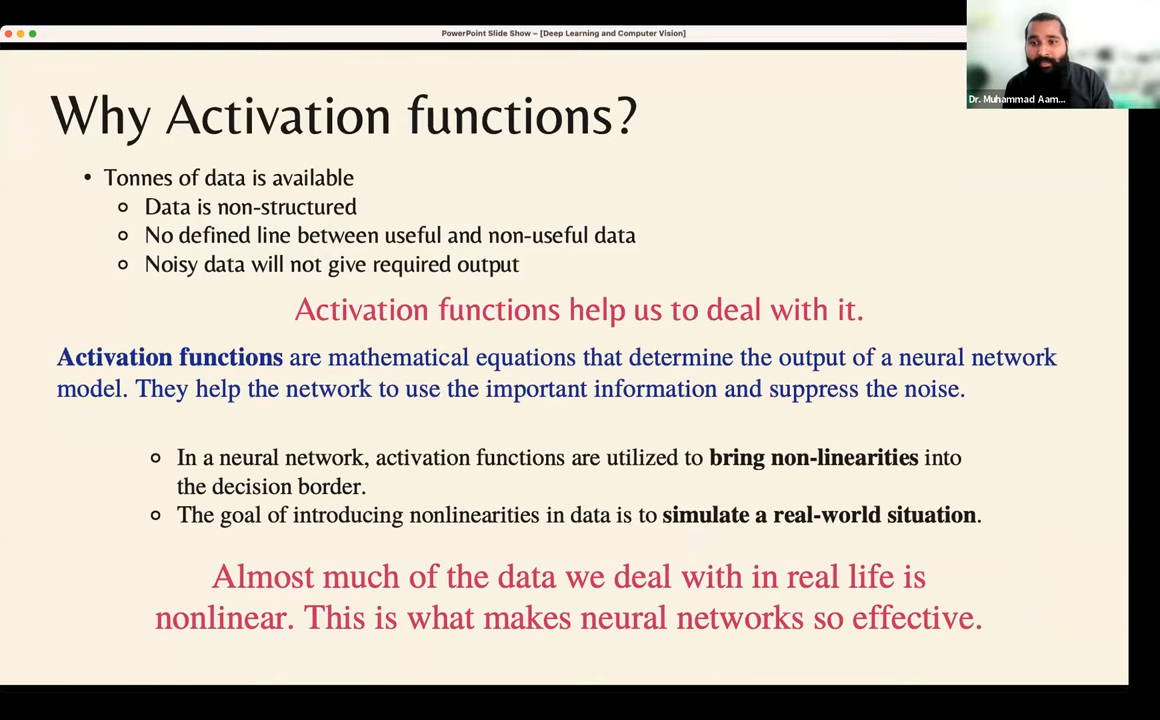 PowerPoint Slide Show – [Deep Learning and Computer Vision]
Dr. Muhammad Aam...
Why Activation functions?
• Tonnes of data is available
Data is non-structured
No defined line between useful and non-useful data
Noisy data will not give required output
Activation functions help us to deal with it.
Activation functions are mathematical equations that determine the output of a neural network
model. They help the network to use the important information and suppress the noise.
In a neural network, activation functions are utilized to bring non-linearities into
the decision border.
The goal of introducing nonlinearities in data is to simulate a real-world situation.
Almost much of the data we deal with in real life is
nonlinear. This is what makes neural networks so effective.